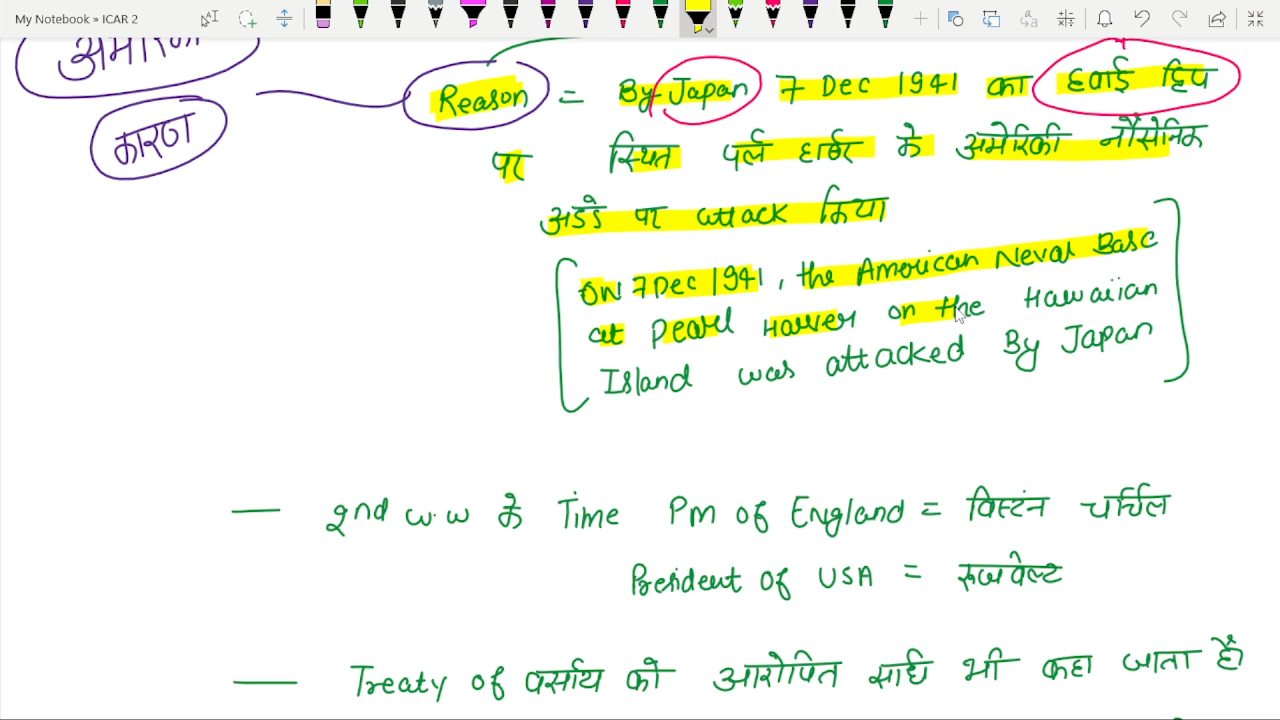 My Notebook » ICAR 2
अमेरिका
कारण
Reason = By Japan 7 Dec 1941 का हवाई द्विप
पर स्थित पर्ल हार्बर के अमेरिकी नौसेनिक
अडडे पर attack किया
ON 7 Dec 1941, the American Neval Base
at Pearl Harver on the Hawaiian
Island was attacked By Japan
— 2nd w.w के Time Pm of England = विस्टंन चर्चिल
President of USA = रूजवेल्ट
— Treaty of वर्साय को आरोपित संधि भी कहा जाता है।